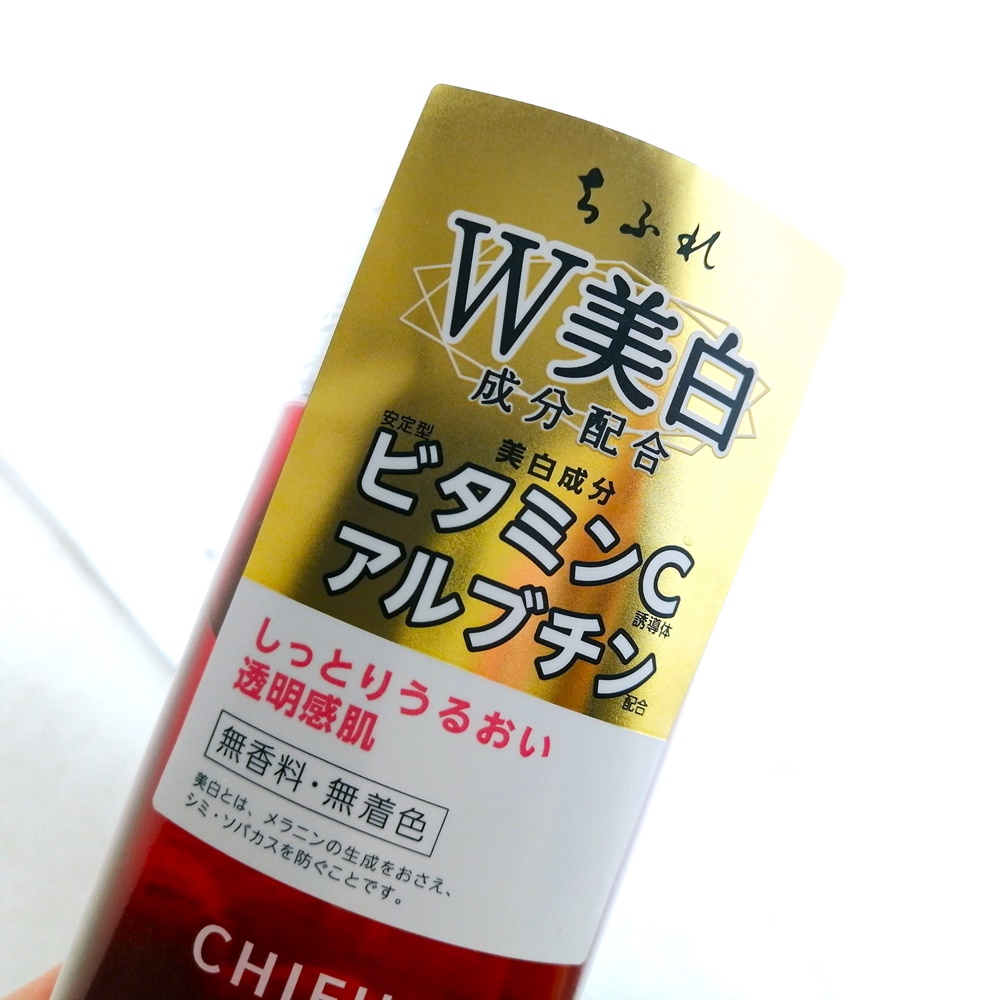 ちふれ
W美白
成分配合
美白成分
安定型
ビタミンC
誘導体
アルブチン
配合
しっとりうるおい
透明感肌
無香料・無着色
美白とは、メラニンの生成をおさえ、
シミ・ソバカスを防ぐことです。